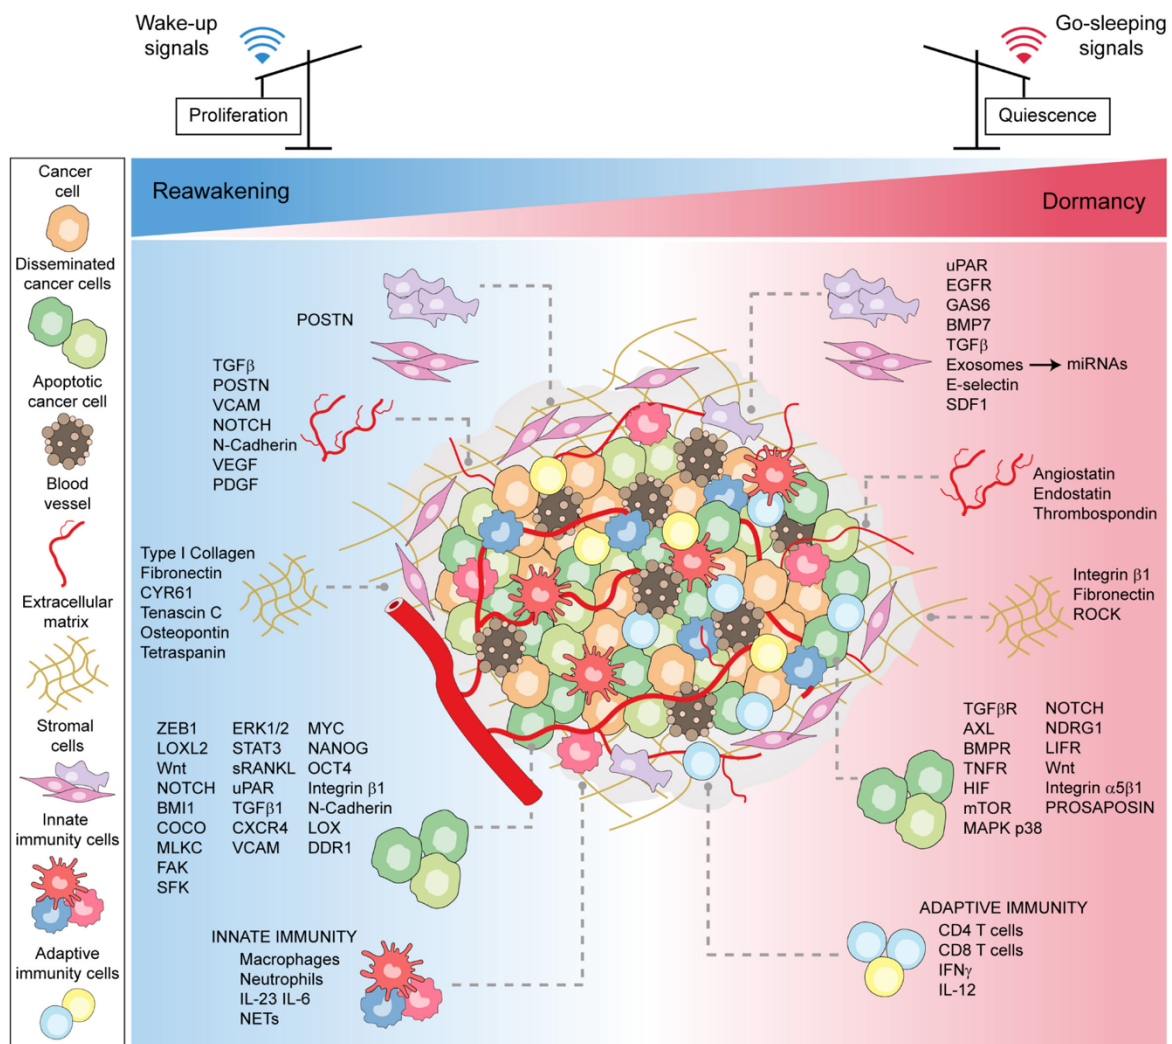 Wake-up
signals
Go-sleeping
signals
Proliferation
Quiescence
Reawakening
Dormancy
Cancer
cell
Disseminated
cancer cells
Apoptotic
cancer cell
Blood
vessel
Extracellular
matrix
Stromal
cells
Innate
immunity cells
Adaptive
immunity cells
POSTN
TGFβ
POSTN
VCAM
NOTCH
N-Cadherin
VEGF
PDGF
Type I Collagen
Fibronectin
CYR61
Tenascin C
Osteopontin
Tetraspanin
ZEB1 ERK1/2 MYC
LOXL2 STAT3 NANOG
Wnt sRANKL OCT4
NOTCH uPAR Integrin β1
BMI1 TGFβ1 N-Cadherin
COCO CXCR4 LOX
MLKC VCAM DDR1
FAK
SFK
INNATE IMMUNITY
Macrophages
Neutrophils
IL-23 IL-6
NETs
uPAR
EGFR
GAS6
BMP7
TGFβ
Exosomes → miRNAs
E-selectin
SDF1
Angiostatin
Endostatin
Thrombospondin
Integrin β1
Fibronectin
ROCK
TGFβR NOTCH
AXL NDRG1
BMPR LIFR
TNFR Wnt
HIF Integrin α5β1
mTOR PROSAPOSIN
MAPK p38
ADAPTIVE IMMUNITY
CD4 T cells
CD8 T cells
IFNγ
IL-12